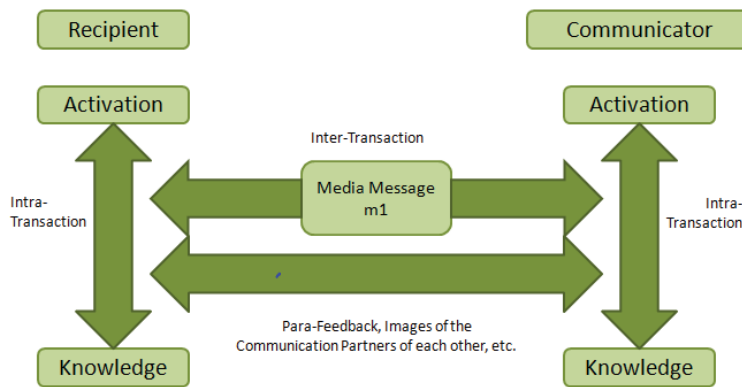 Recipient
Communicator
Activation
Activation
Inter-Transaction
Media Message
m1
Intra-
Transaction
Intra-
Transaction
Para-Feedback, Images of the
Communication Partners of each other, etc.
Knowledge
Knowledge